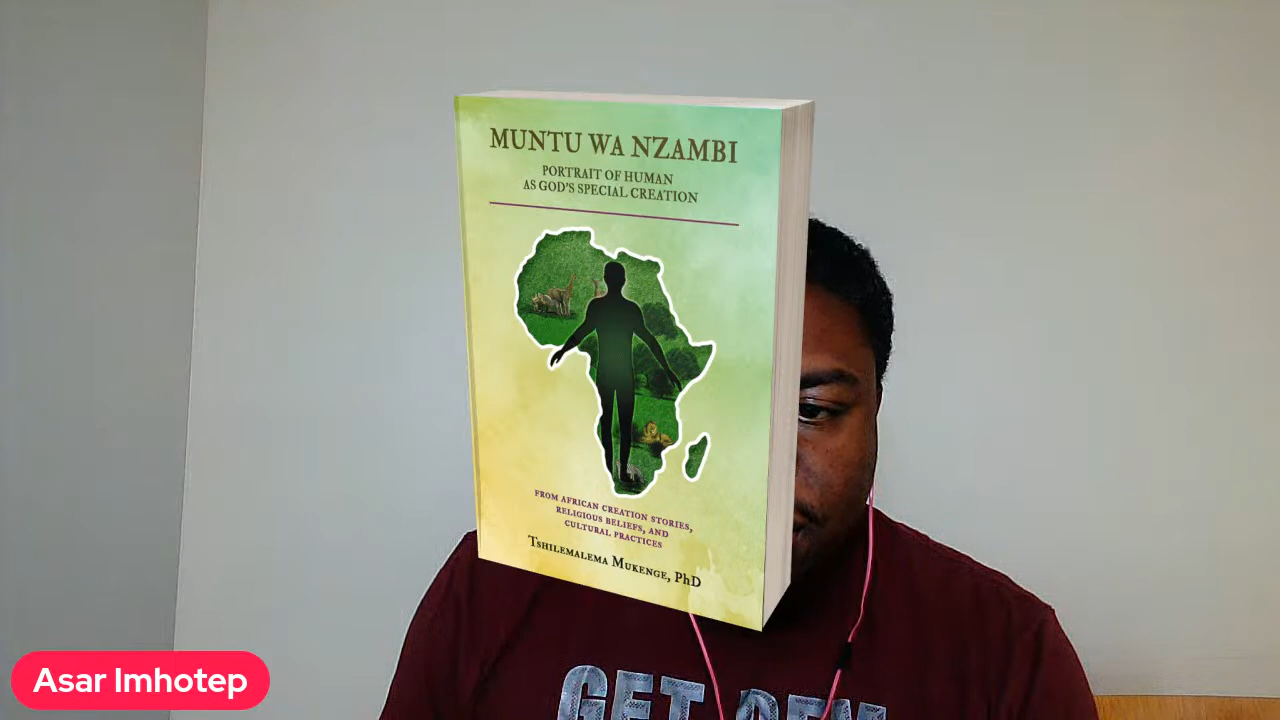 MUNTU WA NZAMBI
PORTRAIT OF HUMAN
AS GOD'S SPECIAL CREATION
FROM AFRICAN CREATION STORIES,
RELIGIOUS BELIEFS, AND
CULTURAL PRACTICES
TSHILEMALEMA MUKENGE, PHD
Asar Imhotep
GET